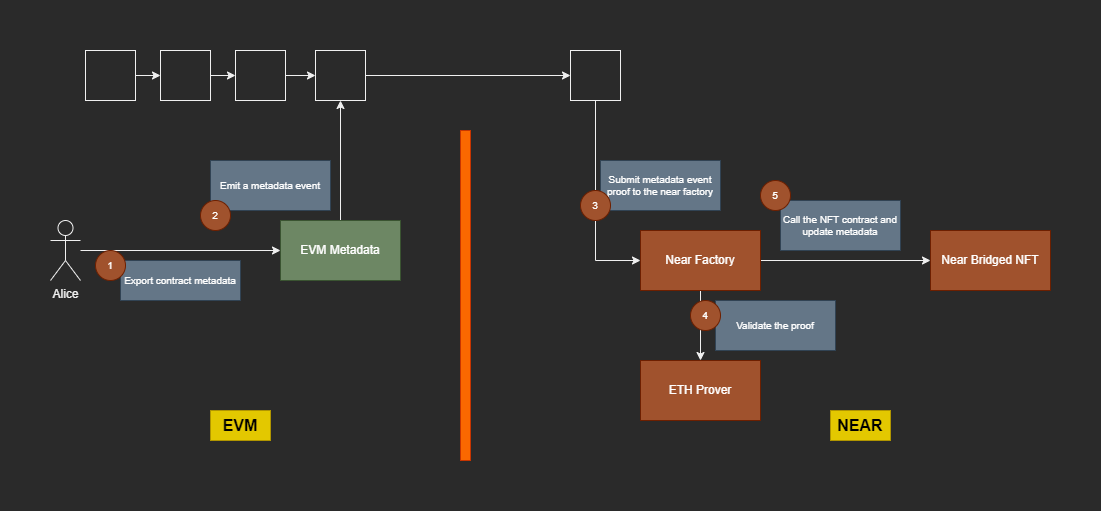 Emit a metadata event
2
Submit metadata event
proof to the near factory
3
5
Call the NFT contract and
update metadata
EVM Metadata
1
Export contract metadata
Alice
Near Factory
Near Bridged NFT
4
Validate the proof
ETH Prover
EVM
NEAR